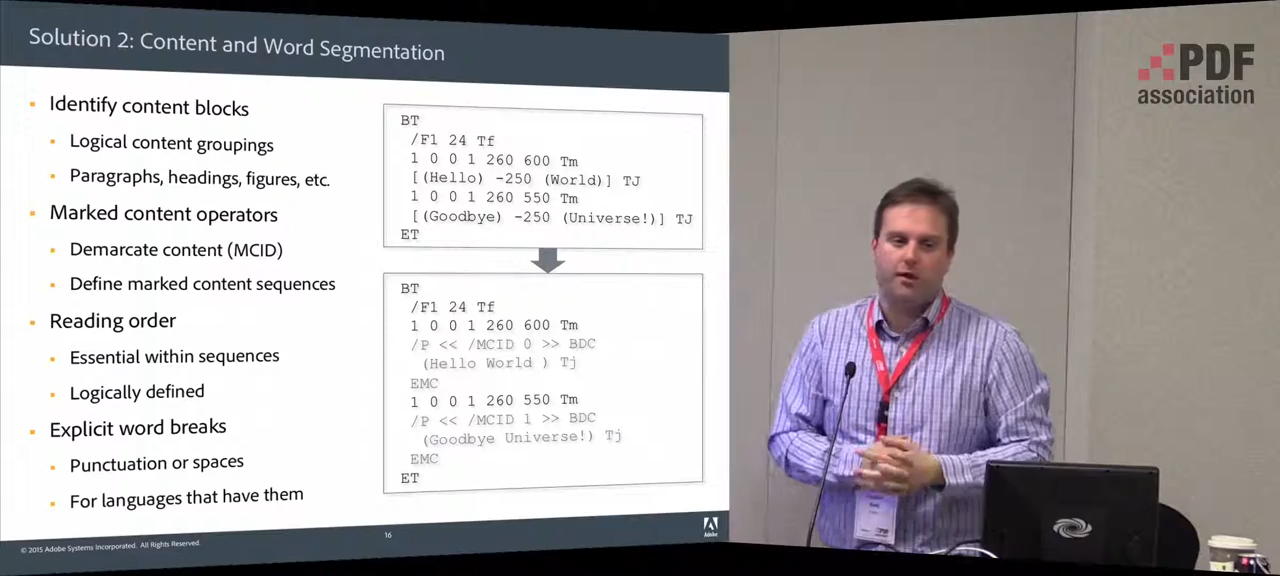 Solution 2: Content and Word Segmentation
Identify content blocks
Logical content groupings
Paragraphs, headings, figures, etc.
Marked content operators
Demarcate content (MCID)
Define marked content sequences
Reading order
Essential within sequences
Logically defined
Explicit word breaks
Punctuation or spaces
For languages that have them
BT
/F1 24 Tf
1 0 0 1 260 600 Tm
[(Hello) -250 (World)] TJ
1 0 0 1 260 550 Tm
[(Goodbye) -250 (Universe!)] TJ
ET
BT
/F1 24 Tf
1 0 0 1 260 600 Tm
/P << /MCID 0 >> BDC
(Hello World ) Tj
EMC
1 0 0 1 260 550 Tm
/P << /MCID 1 >> BDC
(Goodbye Universe!) Tj
EMC
ET
© 2015 Adobe Systems Incorporated. All Rights Reserved.
16
Adobe
PDF
association